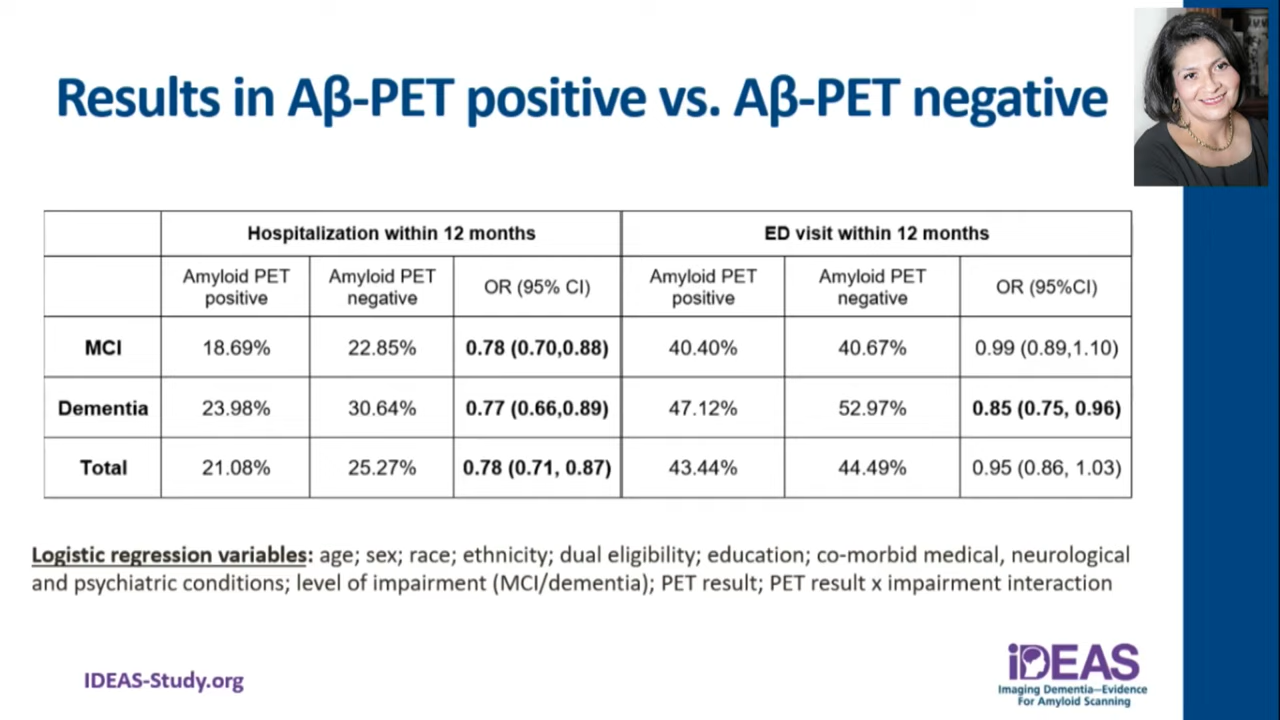 Results in Aβ-PET positive vs. Aβ-PET negative
Hospitalization within 12 months ED visit within 12 months
Amyloid PET positive Amyloid PET negative OR (95% CI) Amyloid PET positive Amyloid PET negative OR (95%CI)
MCI 18.69% 22.85% 0.78 (0.70,0.88) 40.40% 40.67% 0.99 (0.89,1.10)
Dementia 23.98% 30.64% 0.77 (0.66,0.89) 47.12% 52.97% 0.85 (0.75, 0.96)
Total 21.08% 25.27% 0.78 (0.71, 0.87) 43.44% 44.49% 0.95 (0.86, 1.03)
Logistic regression variables: age; sex; race; ethnicity; dual eligibility; education; co-morbid medical, neurological
and psychiatric conditions; level of impairment (MCI/dementia); PET result; PET result x impairment interaction
IDEAS-Study.org
iDEAS
Imaging Dementia—Evidence
For Amyloid Scanning